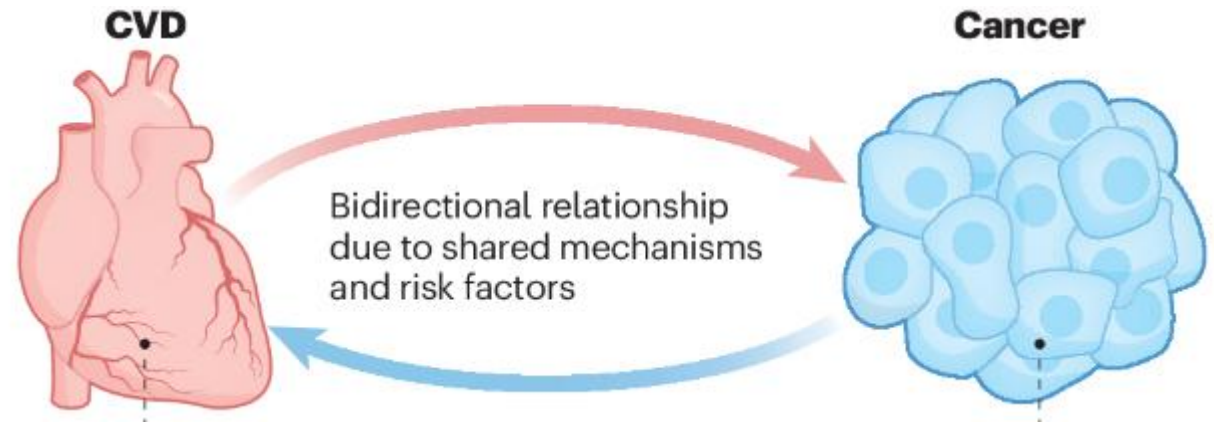 CVD
Cancer
Bidirectional relationship
due to shared mechanisms
and risk factors